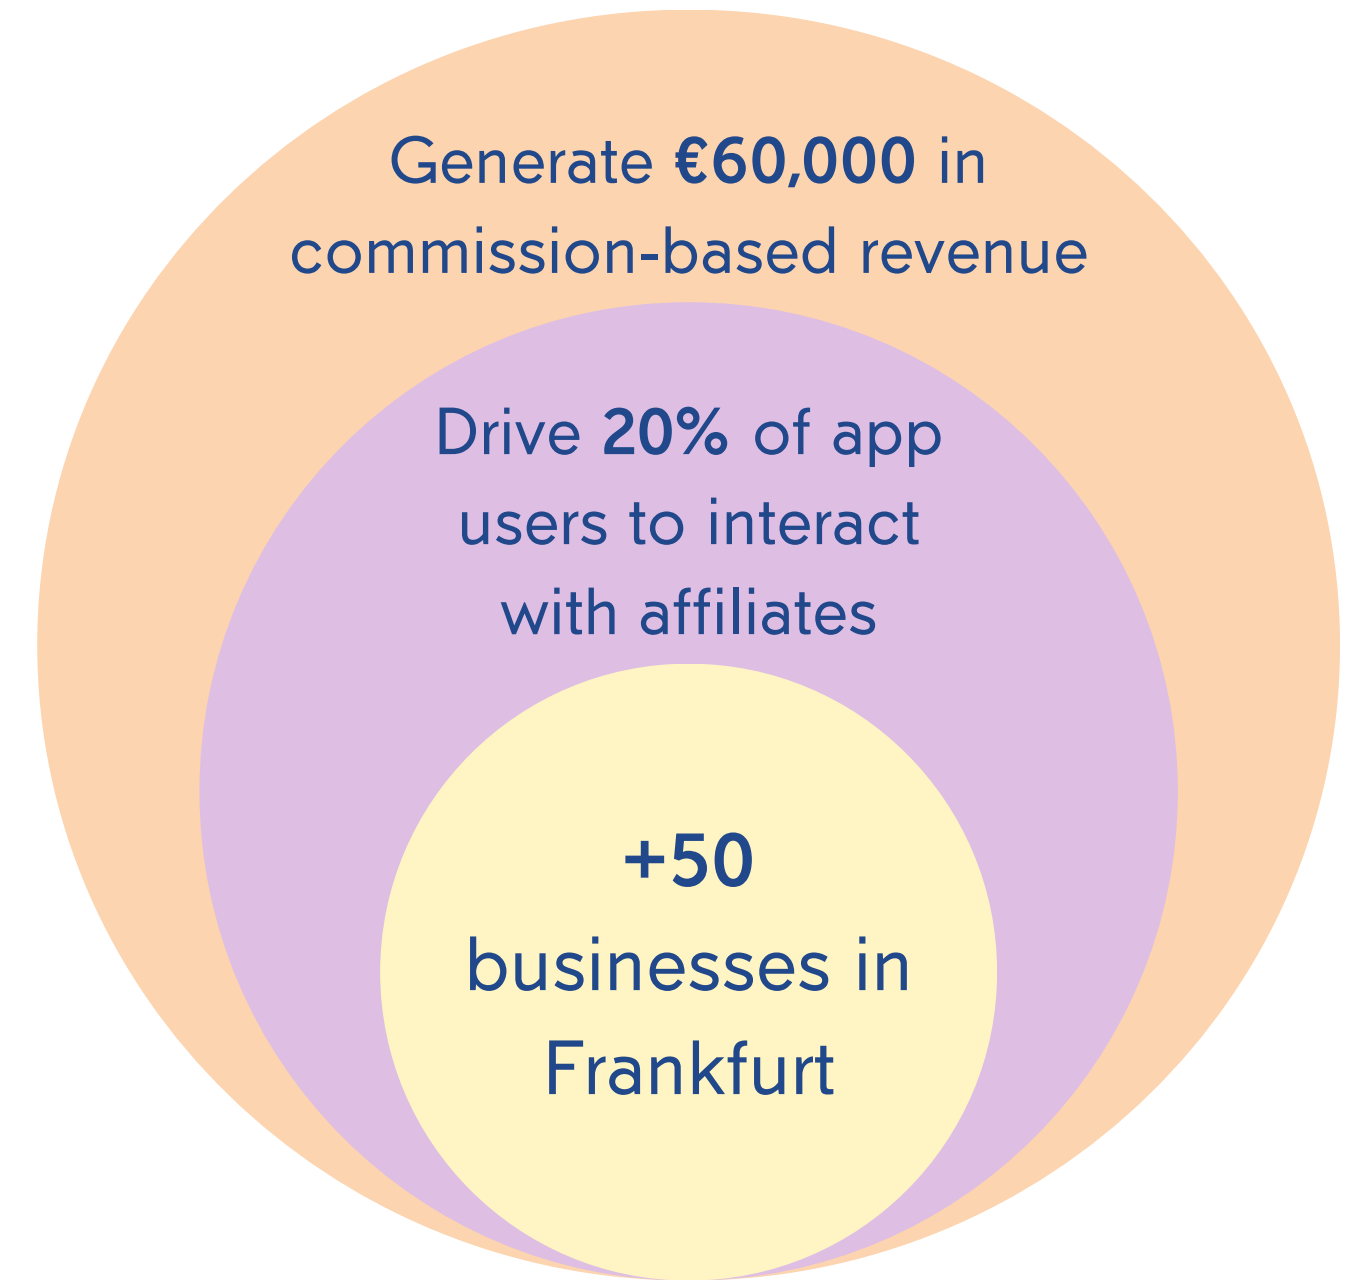 Generate €60,000 in
commission-based revenue
Drive 20% of app
users to interact
with affiliates
+50
businesses in
Frankfurt